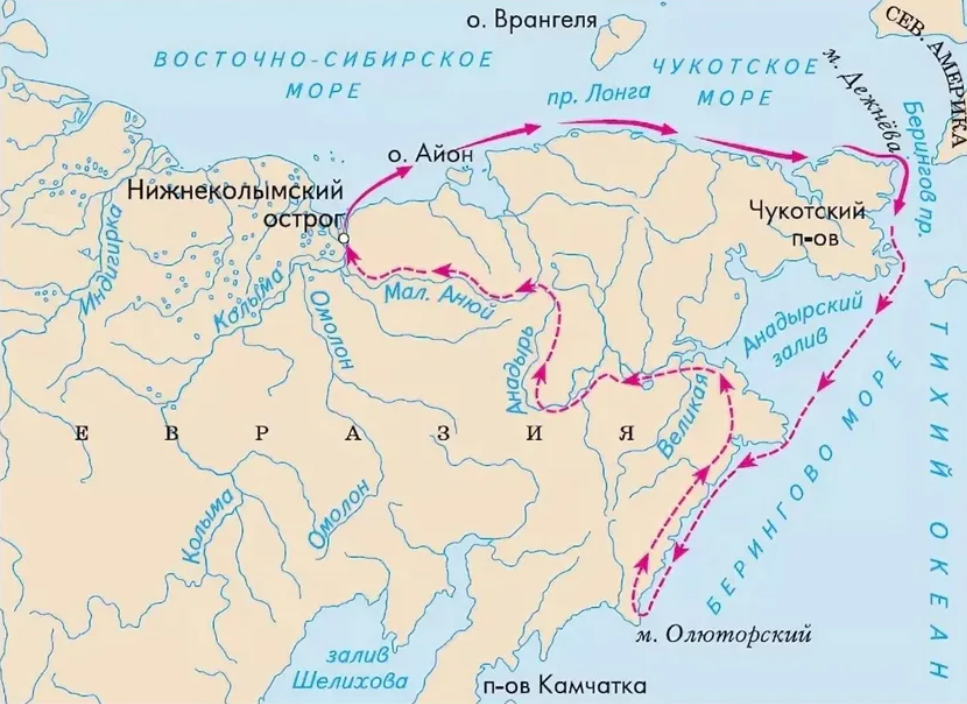 о. Врангеля
СЕВ. АМЕРИКА
ВОСТОЧНО-СИБИРСКОЕ
МОРЕ
ЧУКОТСКОЕ
МОРЕ
м. Дежнёва
пр. Лонга
Берингов пр.
о. Айон
Нижнеколымский
острог
Чукотский
п-ов
Индигирка
Колыма
Омолон
Мал. Анюй
Анадырский
залив
Анадырь
Великая
ЕВРАЗИЯ
БЕРИНГОВО МОРЕ
ТИХИЙ ОКЕАН
Колыма
Омолон
м. Олюторский
залив
Шелихова
п-ов Камчатка